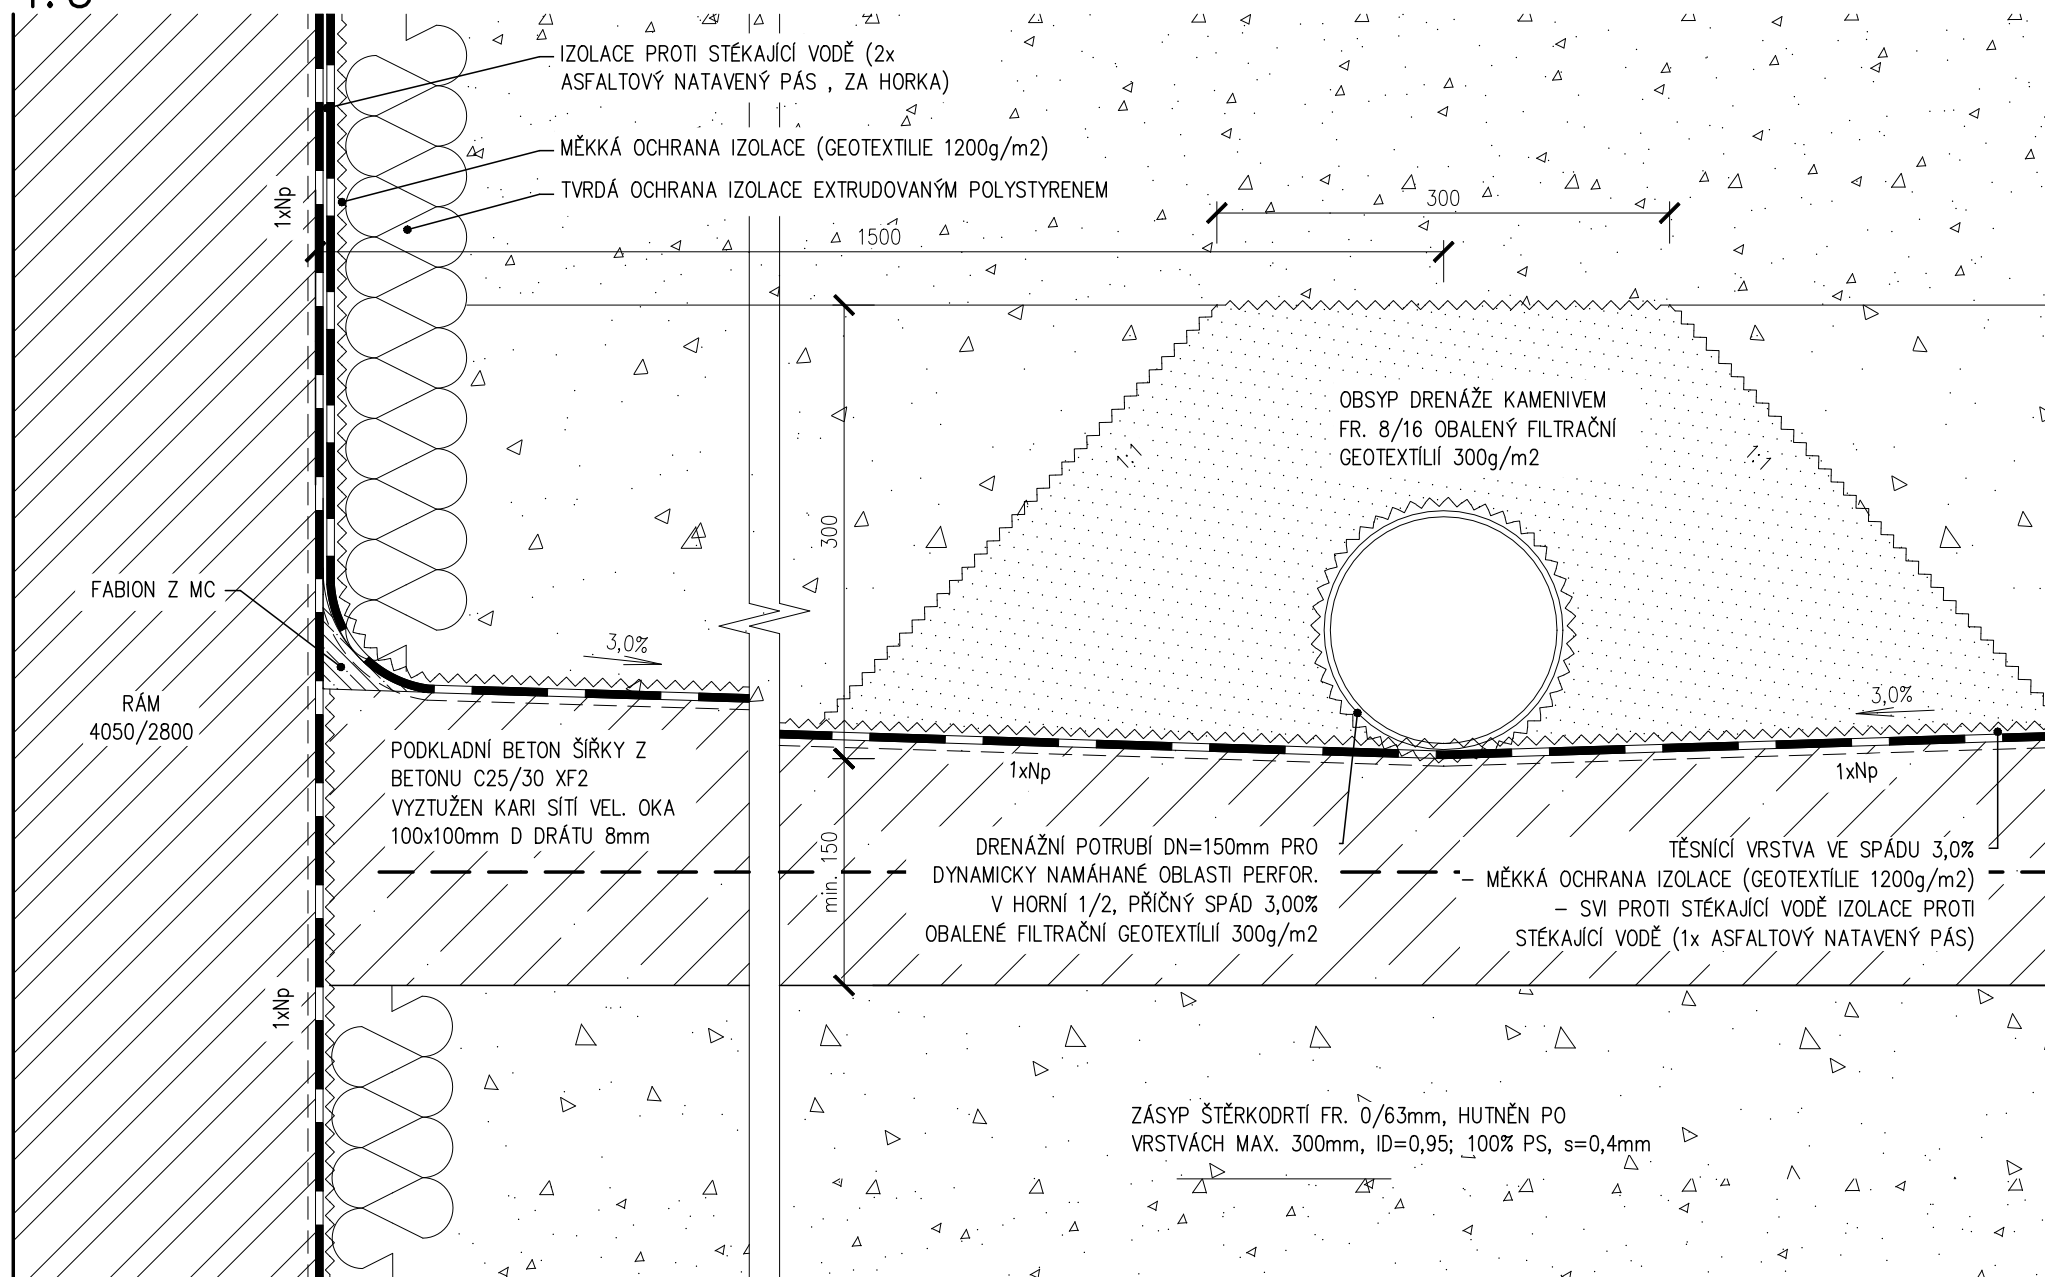 IZOLACE PROTI STÉKAJÍCÍ VODĚ (2x
ASFALTOVÝ NATAVENÝ PÁS , ZA HORKA)
MĚKKÁ OCHRANA IZOLACE (GEOTEXTILIE 1200g/m2)
TVRDÁ OCHRANA IZOLACE EXTRUDOVANÝM POLYSTYRENEM
1xNp
300
1500
OBSYP DRENÁŽE KAMENIVEM
FR. 8/16 OBALENÝ FILTRAČNÍ
GEOTEXTÍLIÍ 300g/m2
1:1
1:1
300
FABION Z MC
3,0%
3,0%
RÁM
4050/2800
PODKLADNÍ BETON ŠÍŘKY Z
BETONU C25/30 XF2
VYZTUŽEN KARI SÍTÍ VEL. OKA
100x100mm D DRÁTU 8mm
1xNp
1xNp
min. 150
DRENÁŽNÍ POTRUBÍ DN=150mm PRO
DYNAMICKY NAMÁHANÉ OBLASTI PERFOR.
V HORNÍ 1/2, PŘÍČNÝ SPÁD 3,00%
OBALENÉ FILTRAČNÍ GEOTEXTÍLIÍ 300g/m2
TĚSNÍCÍ VRSTVA VE SPÁDU 3,0%
– MĚKKÁ OCHRANA IZOLACE (GEOTEXTÍLIE 1200g/m2)
– SVI PROTI STÉKAJÍCÍ VODĚ IZOLACE PROTI
STÉKAJÍCÍ VODĚ (1x ASFALTOVÝ NATAVENÝ PÁS)
1xNp
ZÁSYP ŠTĚRKODRTÍ FR. 0/63mm, HUTNĚN PO
VRSTVÁCH MAX. 300mm, ID=0,95; 100% PS, s=0,4mm